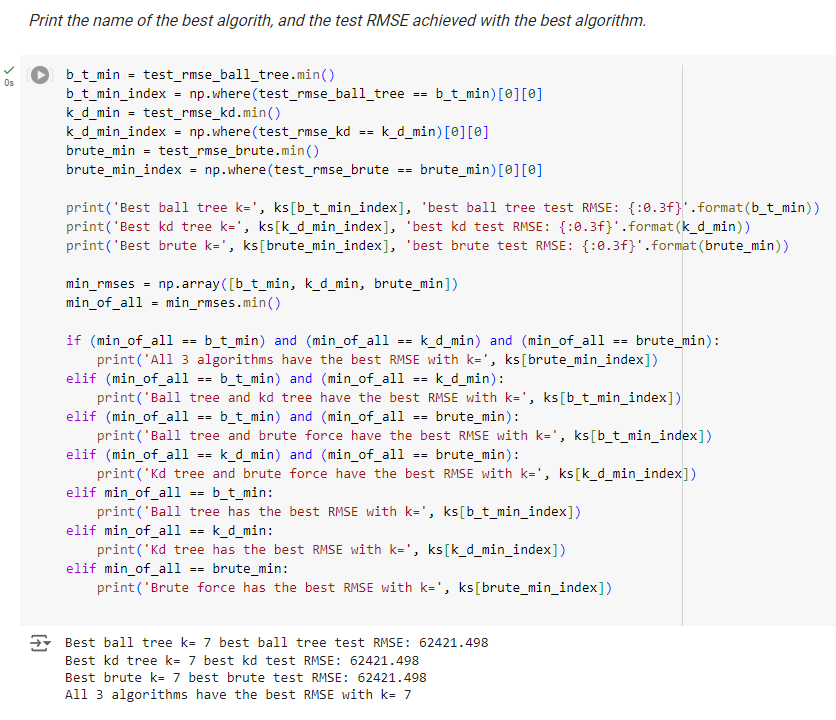 Print the name of the best algorith, and the test RMSE achieved with the best algorithm.
0s
b_t_min = test_rmse_ball_tree.min()
b_t_min_index = np.where(test_rmse_ball_tree == b_t_min)[0][0]
k_d_min = test_rmse_kd.min()
k_d_min_index = np.where(test_rmse_kd == k_d_min)[0][0]
brute_min = test_rmse_brute.min()
brute_min_index = np.where(test_rmse_brute == brute_min)[0][0]
print('Best ball tree k=', ks[b_t_min_index], 'best ball tree test RMSE: {:0.3f}'.format(b_t_min))
print('Best kd tree k=', ks[k_d_min_index], 'best kd test RMSE: {:0.3f}'.format(k_d_min))
print('Best brute k=', ks[brute_min_index], 'best brute test RMSE: {:0.3f}'.format(brute_min))
min_rmses = np.array([b_t_min, k_d_min, brute_min])
min_of_all = min_rmses.min()
if (min_of_all == b_t_min) and (min_of_all == k_d_min) and (min_of_all == brute_min):
    print('All 3 algorithms have the best RMSE with k=', ks[brute_min_index])
elif (min_of_all == b_t_min) and (min_of_all == k_d_min):
    print('Ball tree and kd tree have the best RMSE with k=', ks[b_t_min_index])
elif (min_of_all == b_t_min) and (min_of_all == brute_min):
    print('Ball tree and brute force have the best RMSE with k=', ks[b_t_min_index])
elif (min_of_all == k_d_min) and (min_of_all == brute_min):
    print('Kd tree and brute force have the best RMSE with k=', ks[k_d_min_index])
elif min_of_all == b_t_min:
    print('Ball tree has the best RMSE with k=', ks[b_t_min_index])
elif min_of_all == k_d_min:
    print('Kd tree has the best RMSE with k=', ks[k_d_min_index])
elif min_of_all == brute_min:
    print('Brute force has the best RMSE with k=', ks[brute_min_index])
Best ball tree k= 7 best ball tree test RMSE: 62421.498
Best kd tree k= 7 best kd test RMSE: 62421.498
Best brute k= 7 best brute test RMSE: 62421.498
All 3 algorithms have the best RMSE with k= 7